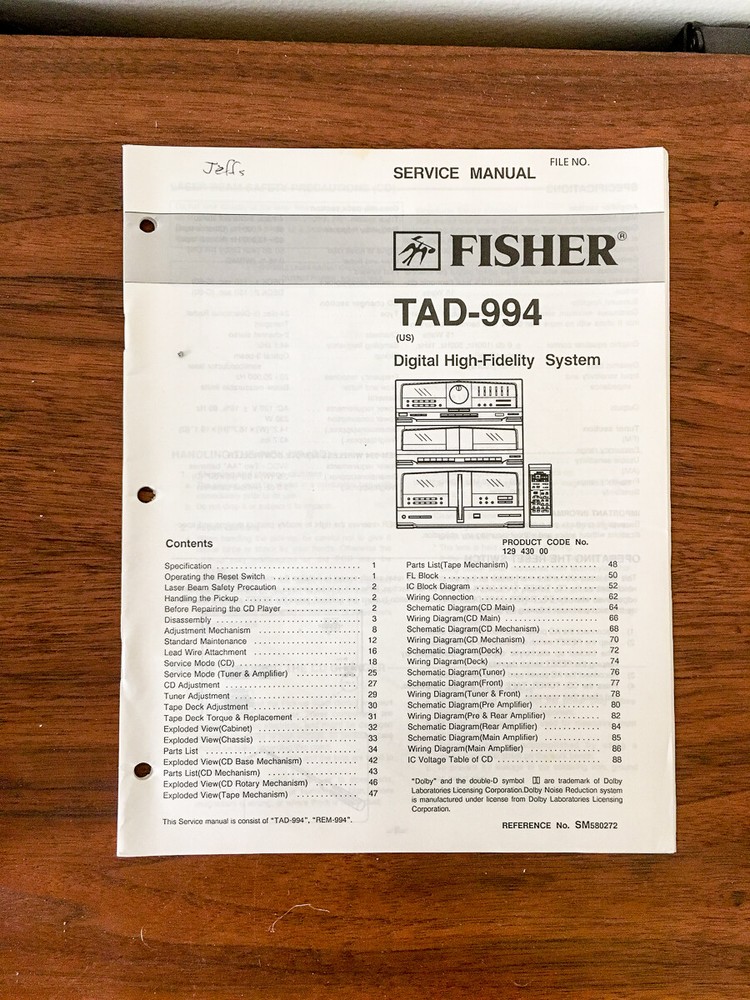 Jeffs
SERVICE MANUAL
FILE NO.
FISHER®
TAD-994
(US)
Digital High-Fidelity System
PRODUCT CODE No.
129 430 00
Contents
Specification 1
Operating the Reset Switch 1
Laser Beam Safety Precaution 2
Handling the Pickup 2
Before Repairing the CD Player 2
Disassembly 3
Adjustment Mechanism 8
Standard Maintenance 12
Lead Wire Attachment 16
Service Mode (CD) 18
Service Mode (Tuner & Amplifier) 25
CD Adjustment 27
Tuner Adjustment 29
Tape Deck Adjustment 30
Tape Deck Torque & Replacement 31
Exploded View(Cabinet) 32
Exploded View(Chassis) 33
Parts List 34
Exploded View(CD Base Mechanism) 42
Parts List(CD Mechanism) 43
Exploded View(CD Rotary Mechanism) 46
Exploded View(Tape Mechanism) 47
Parts List(Tape Mechanism) 48
FL Block 50
IC Block Diagram 52
Wiring Connection 62
Schematic Diagram(CD Main) 64
Wiring Diagram(CD Main) 66
Schematic Diagram(CD Mechanism) 68
Wiring Diagram(CD Mechanism) 70
Schematic Diagram(Deck) 72
Wiring Diagram(Deck) 74
Schematic Diagram(Tuner) 76
Schematic Diagram(Front) 77
Wiring Diagram(Tuner & Front) 78
Schematic Diagram(Pre Amplifier) 80
Wiring Diagram(Pre & Rear Amplifier) 82
Schematic Diagram(Rear Amplifier) 84
Schematic Diagram(Main Amplifier) 85
Wiring Diagram(Main Amplifier) 86
IC Voltage Table of CD 88
"Dolby" and the double-D symbol are trademark of Dolby
Laboratories Licensing Corporation.Dolby Noise Reduction system
is manufactured under license from Dolby Laboratories Licensing
Corporation.
This Service manual is consist of "TAD-994", "REM-994".
REFERENCE No. SM580272